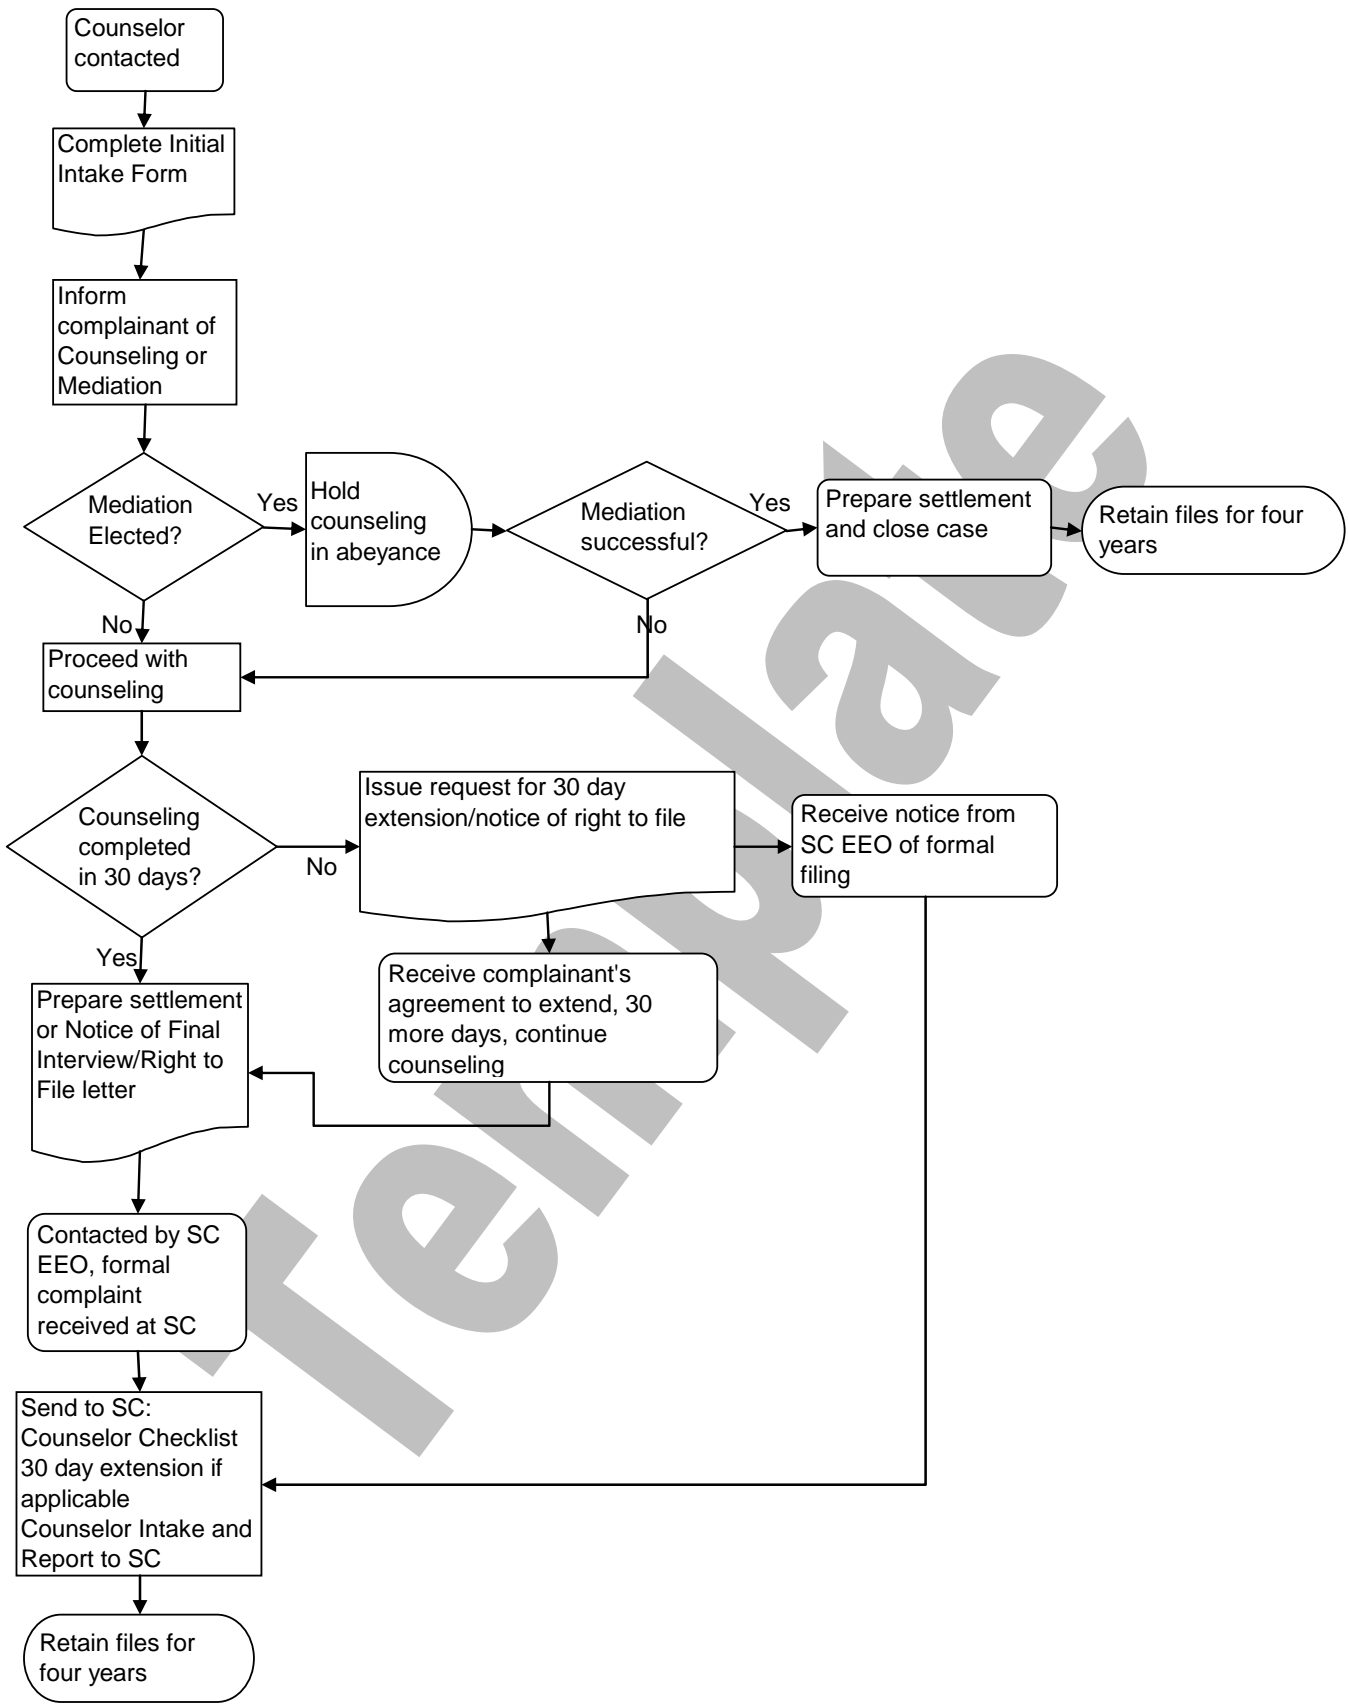 Counselor
contacted
Complete Initial
Intake Form
Inform
complainant of
Counseling or
Mediation
Mediation
Elected?
Yes
Hold
counseling
in abeyance
Mediation
successful?
Yes
Prepare settlement
and close case
Retain files for four
years
No
No
Proceed with
counseling
Counseling
completed
in 30 days?
No
Issue request for 30 day
extension/notice of right to file
Receive notice from
SC EEO of formal
filing
Yes
Receive complainant's
agreement to extend, 30
more days, continue
counseling
Prepare settlement
or Notice of Final
Interview/Right to
File letter
Contacted by SC
EEO, formal
complaint
received at SC
Send to SC:
Counselor Checklist
30 day extension if
applicable
Counselor Intake and
Report to SC
Retain files for
four years
Template